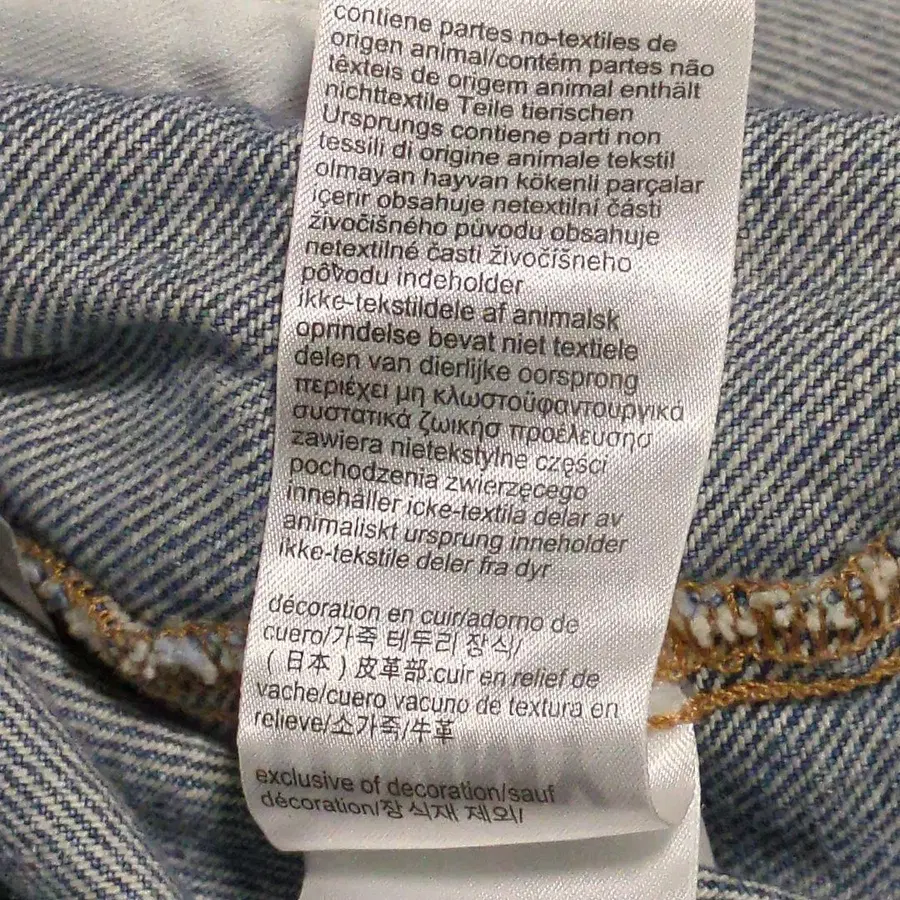 contiene partes no-textiles de
origen animal/contém partes não
têxteis de origem animal enthält
nichttextile Teile tierischen
Ursprungs contiene parti non
tessili di origine animale tekstil
olmayan hayvan kökenli parçalar
içerir obsahuje netextilní části
živočišného původu obsahuje
netextilné časti živočíšneho
pôvodu indeholder
ikke-tekstildele af animalsk
oprindelse bevat niet textiele
delen van dierlijke oorsprong
περιέχει μη κλωστοϋφαντουργικά
συστατικά ζωικήσ προέλευσησ
zawiera nietekstylne części
pochodzenia zwierzęcego
innehåller icke-textila delar av
animaliskt ursprung inneholder
ikke-tekstile deler fra dyr
décoration en cuir/adorno de
cuero/가죽 테두리 장식/
(日本)皮革部:cuir en relief de
vache/cuero vacuno de textura en
relieve/소가죽/牛革
exclusive of decoration/sauf
décoration/장식재 제외/